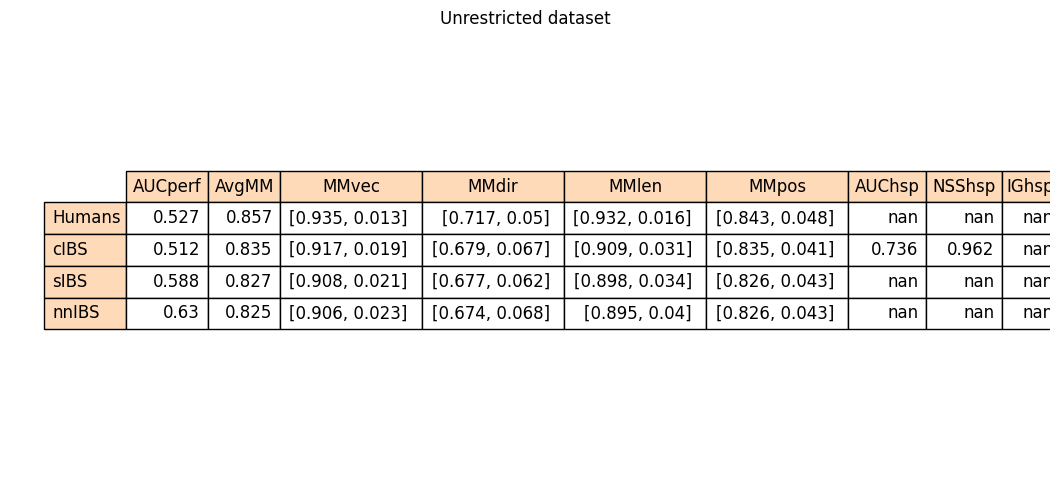 Unrestricted dataset
AUCperf AvgMM MMvec MMdir MMlen MMpos AUChsp NSShsp IGhsp
Humans 0.527 0.857 [0.935, 0.013] [0.717, 0.05] [0.932, 0.016] [0.843, 0.048] nan nan nan
cIBS 0.512 0.835 [0.917, 0.019] [0.679, 0.067] [0.909, 0.031] [0.835, 0.041] 0.736 0.962 nan
sIBS 0.588 0.827 [0.908, 0.021] [0.677, 0.062] [0.898, 0.034] [0.826, 0.043] nan nan nan
nnIBS 0.63 0.825 [0.906, 0.023] [0.674, 0.068] [0.895, 0.04] [0.826, 0.043] nan nan nan